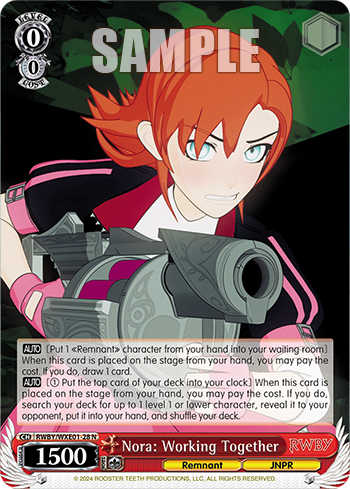 LEVEL
0
0
COST
SAMPLE
AUTO [Put 1 «Remnant» character from your hand into your waiting room]
When this card is placed on the stage from your hand, you may pay the
cost. If you do, draw 1 card.
AUTO [① Put the top card of your deck into your clock] When this card is
placed on the stage from your hand, you may pay the cost. If you do,
search your deck for up to 1 level 1 or lower character, reveal it to your
opponent, put it into your hand, and shuffle your deck.
RWBY/WXE01-28 N
POWER
1500
Nora: Working Together
RWBY
Remnant
JNPR
© 2024 ROOSTER TEETH PRODUCTIONS, LLC, ALL RIGHTS RESERVED.